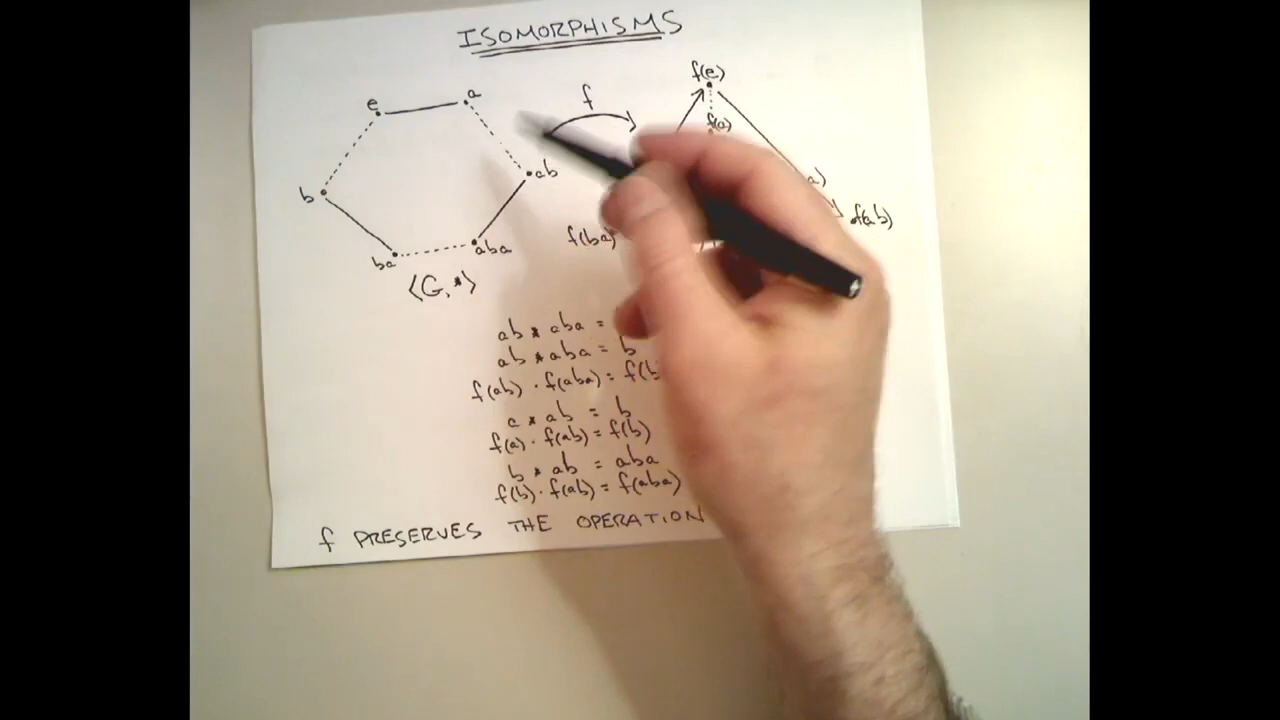 ISOMORPHISMS
e a f f(e)
f(a)
b ab a)
f(ab)
f(ba)
ba aba
⟨G, *⟩
ab * aba =
ab * aba = b
f(ab) · f(aba) = f(b
a * ab = b
f(a) · f(ab) = f(b)
b * ab = aba
f(b) · f(ab) = f(aba)
f PRESERVES THE OPERATION